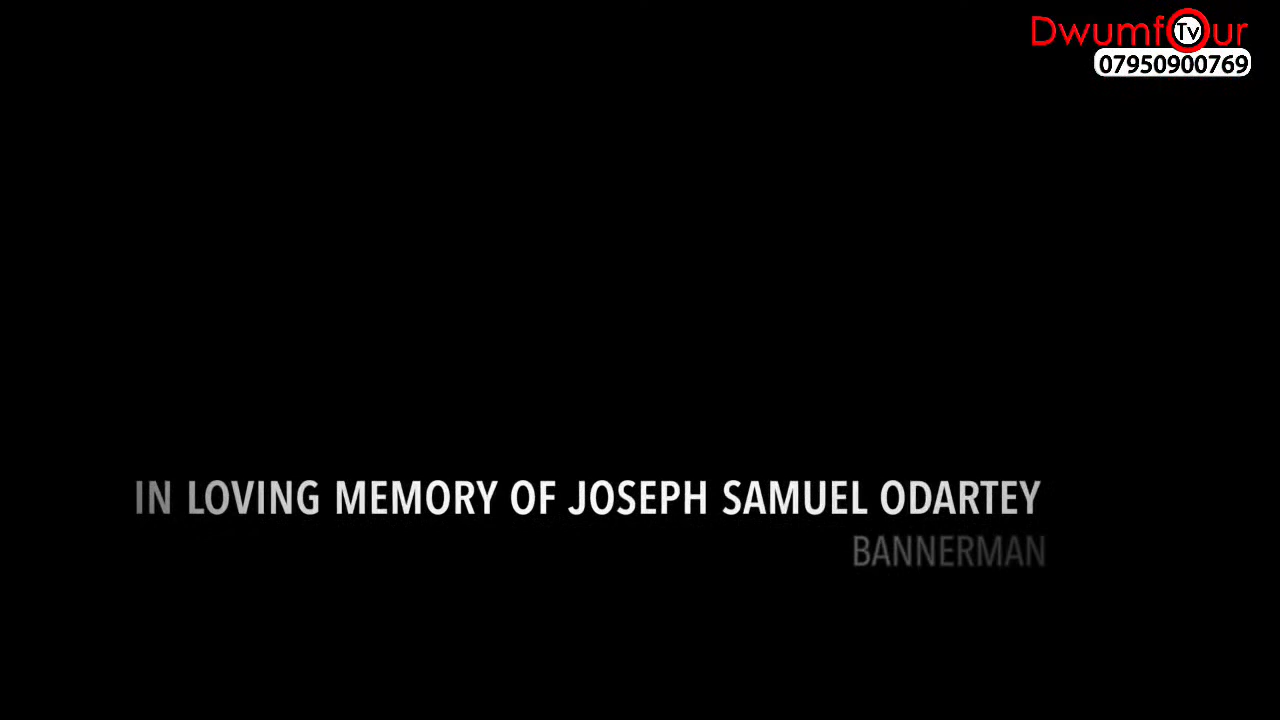 DwumfOur
Tv
07950900769
IN LOVING MEMORY OF JOSEPH SAMUEL ODARTEY
BANNERMAN